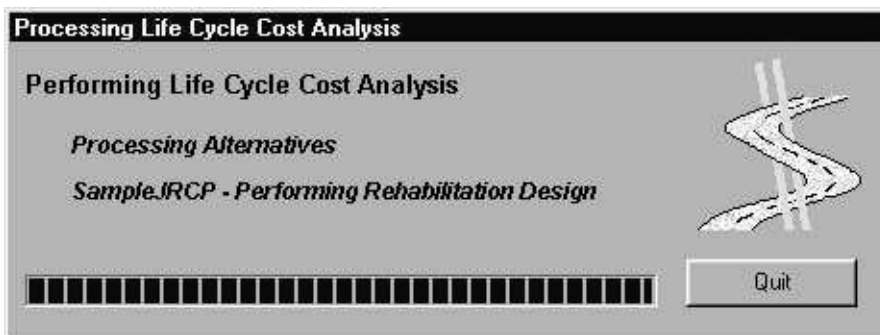 Processing Life Cycle Cost Analysis
Performing Life Cycle Cost Analysis
Processing Alternatives
SampleJRCP - Performing Rehabilitation Design
Quit